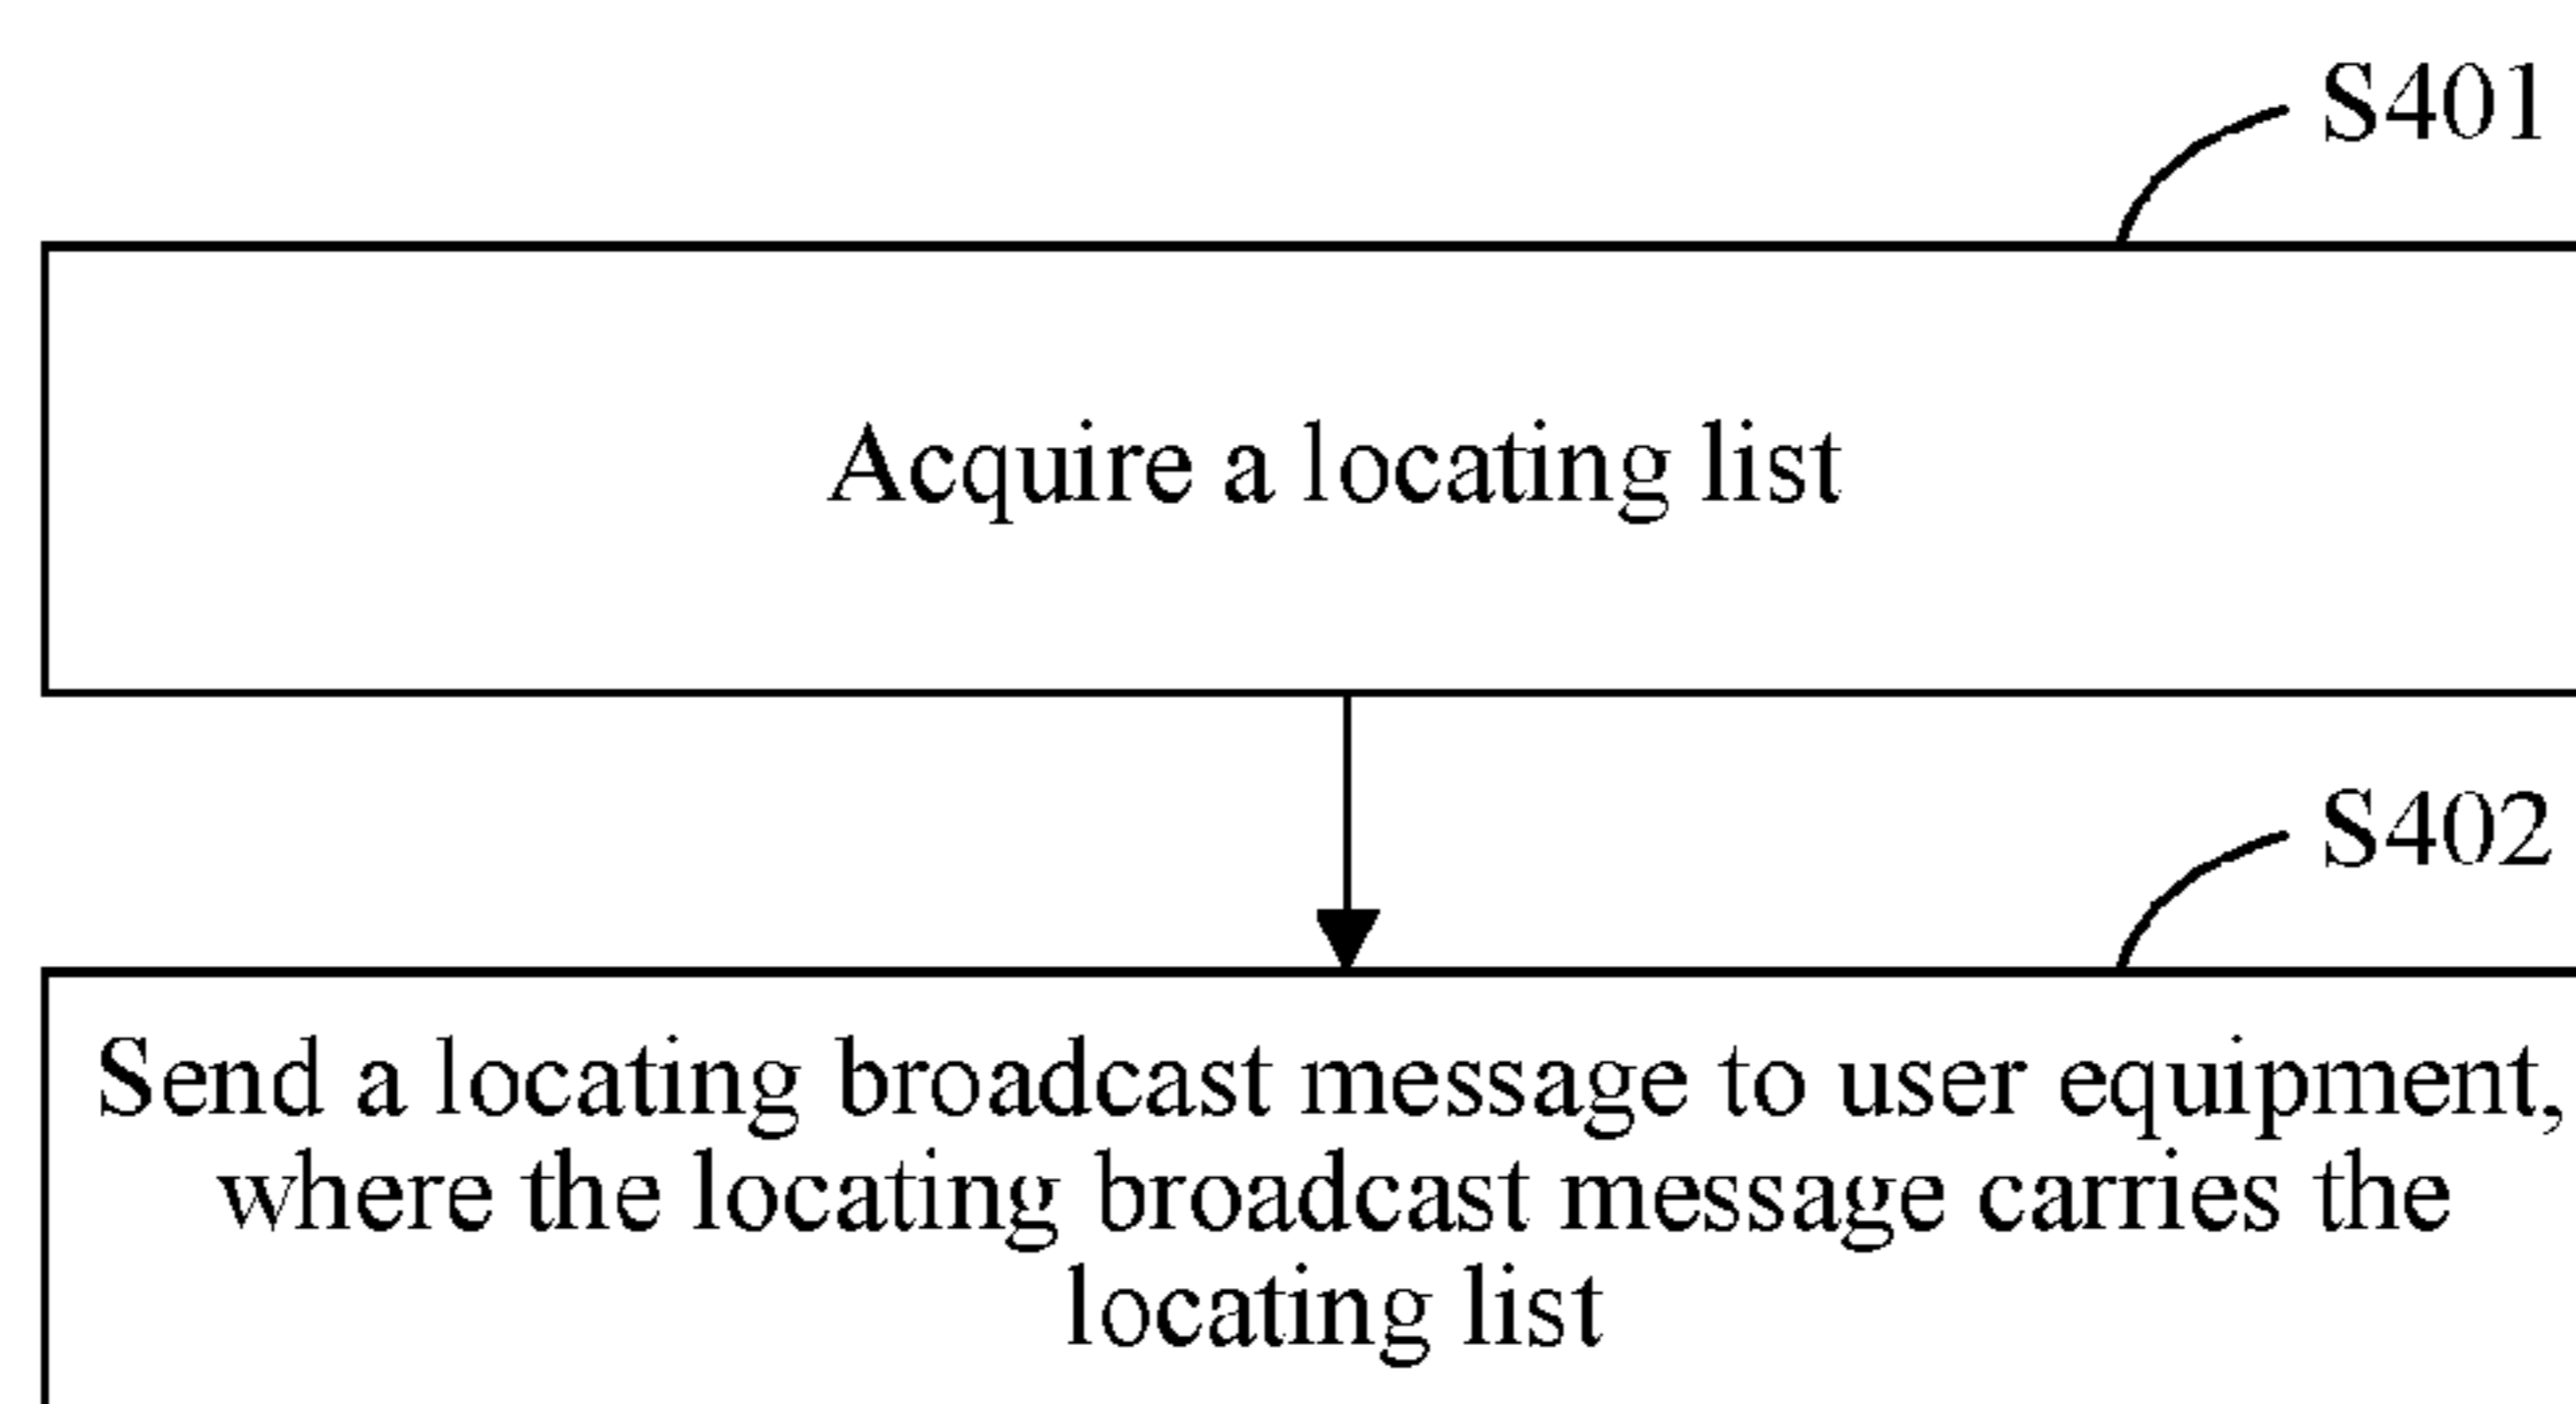 S401
Acquire a locating list
S402
Send a locating broadcast message to user equipment,
where the locating broadcast message carries the
locating list